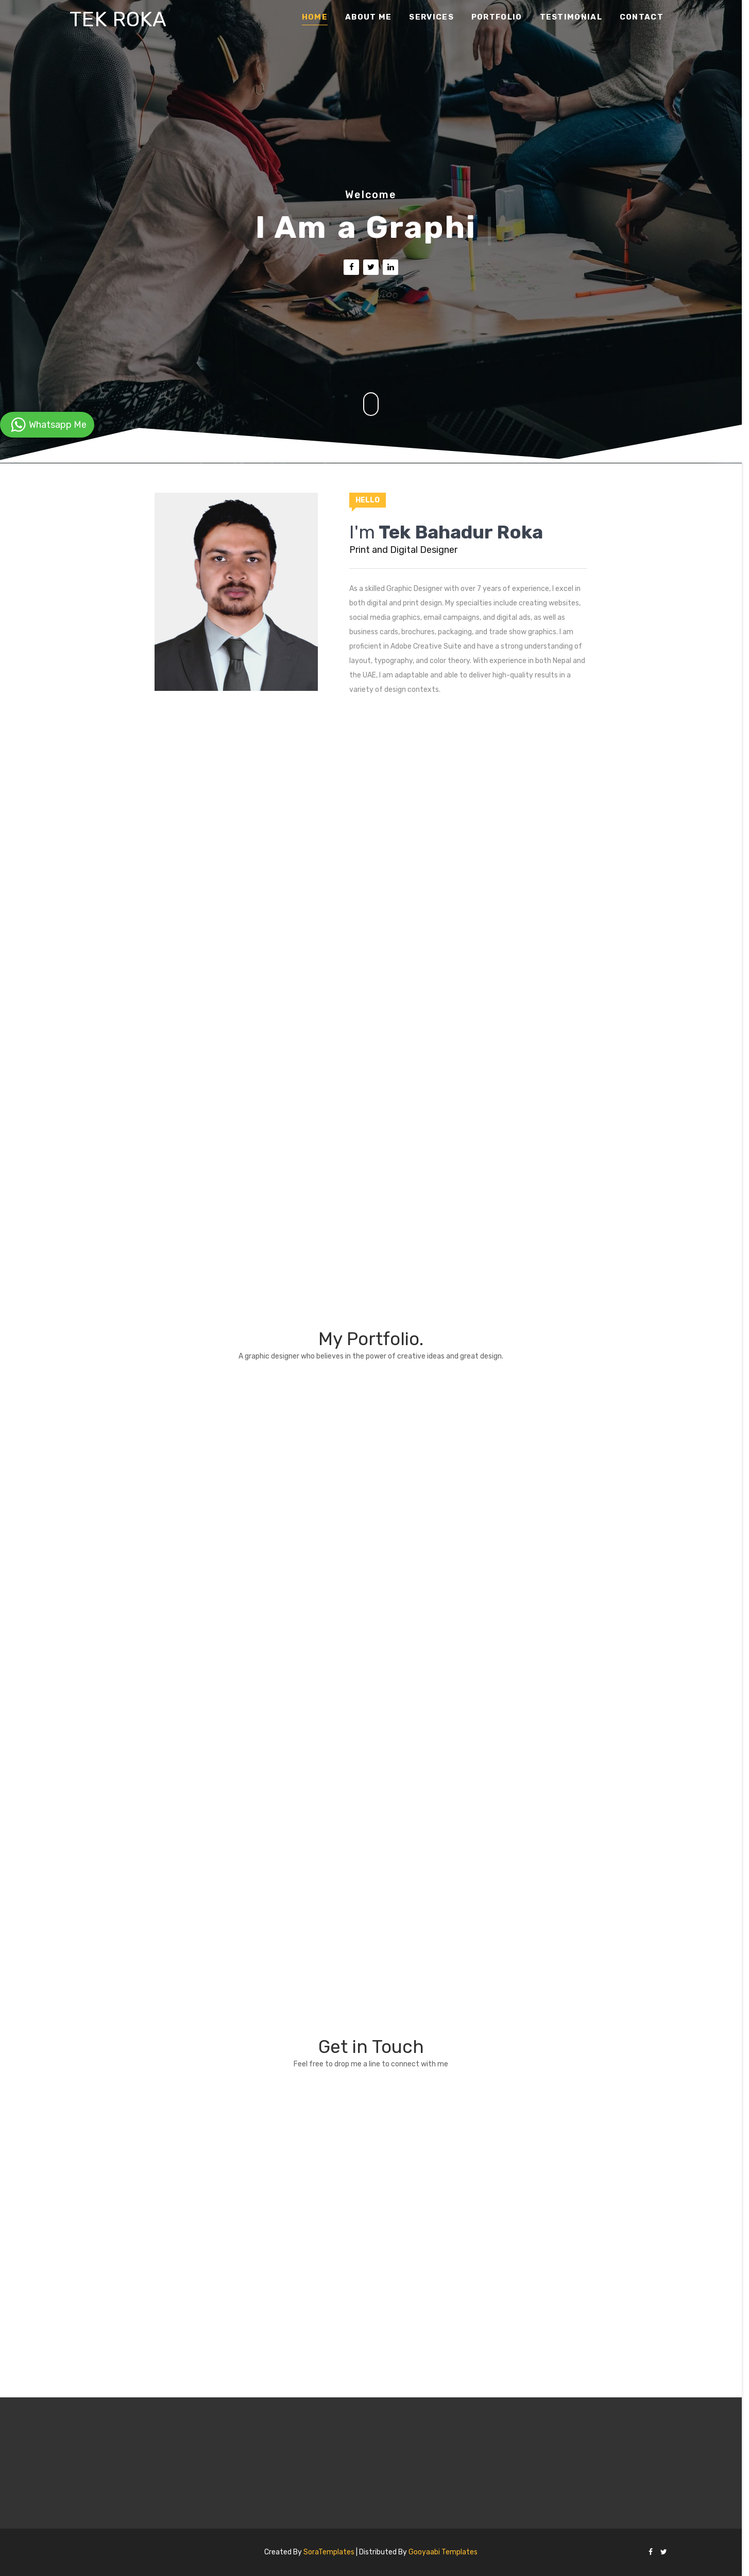 TEK ROKA
HOME ABOUT ME SERVICES PORTFOLIO TESTIMONIAL CONTACT
Welcome
I Am a Graphi
Whatsapp Me
HELLO
I'm Tek Bahadur Roka
Print and Digital Designer
As a skilled Graphic Designer with over 7 years of experience, I excel in
both digital and print design. My specialties include creating websites,
social media graphics, email campaigns, and digital ads, as well as
business cards, brochures, packaging, and trade show graphics. I am
proficient in Adobe Creative Suite and have a strong understanding of
layout, typography, and color theory. With experience in both Nepal and
the UAE, I am adaptable and able to deliver high-quality results in a
variety of design contexts.
My Portfolio.
A graphic designer who believes in the power of creative ideas and great design.
Get in Touch
Feel free to drop me a line to connect with me
Created By SoraTemplates | Distributed By Gooyaabi Templates